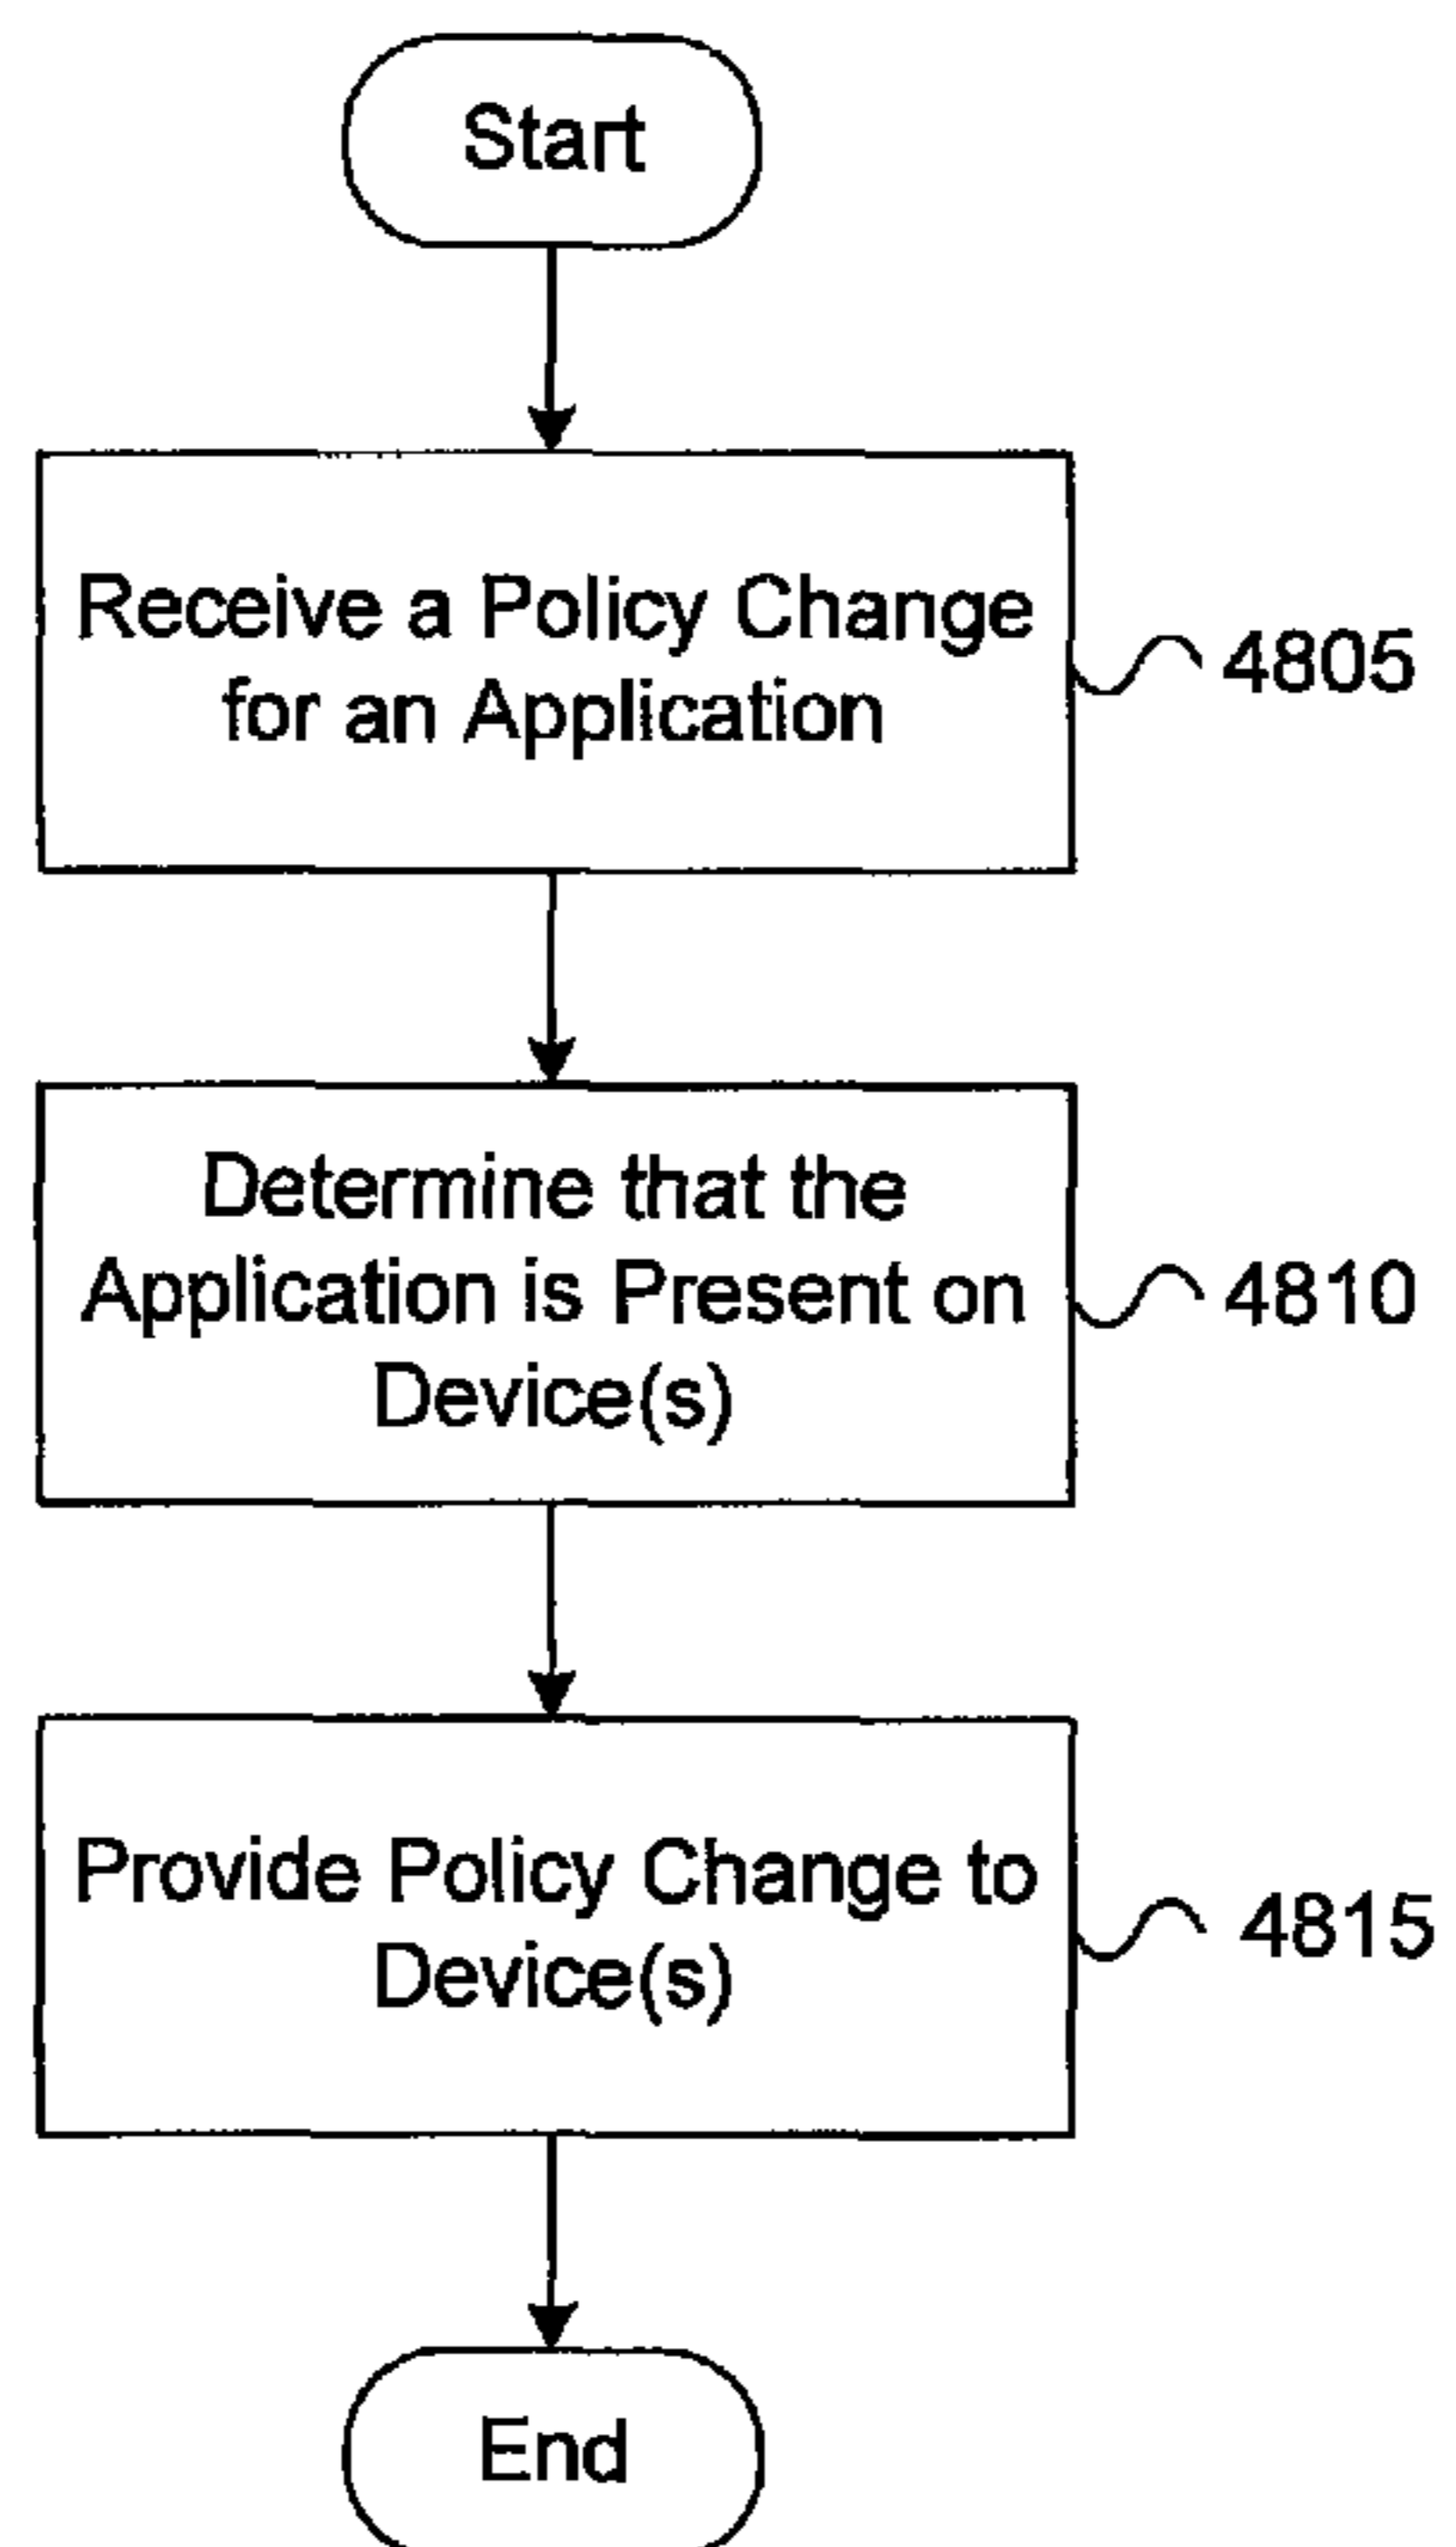 Start
Receive a Policy Change
for an Application
4805
Determine that the
Application is Present on
Device(s)
4810
Provide Policy Change to
Device(s)
4815
End